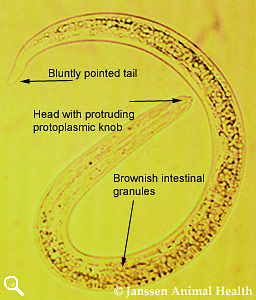 Bluntly pointed tail
Head with protruding
protoplasmic knob
Brownish intestinal
granules
© Janssen Animal Health